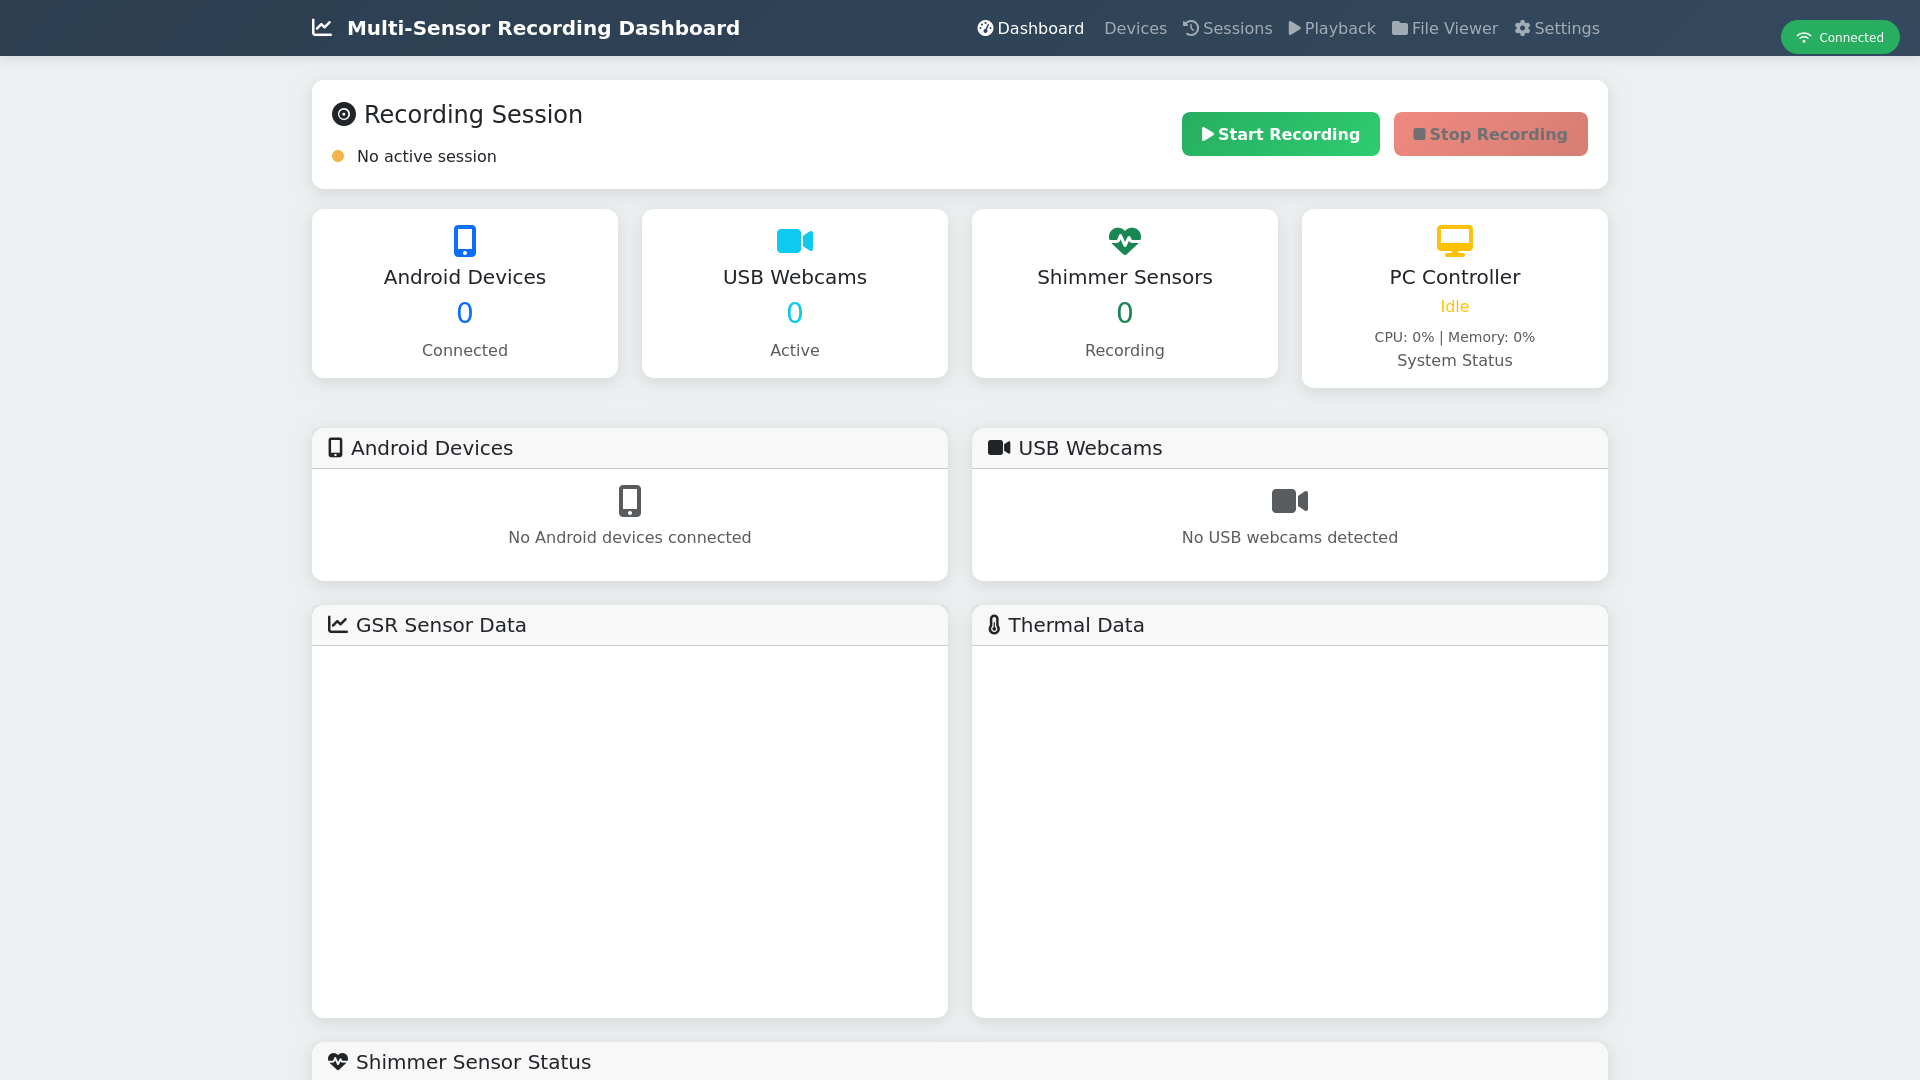 Multi-Sensor Recording Dashboard
Dashboard
Devices
Sessions
Playback
File Viewer
Settings
Connected
Recording Session
No active session
Start Recording
Stop Recording
Android Devices
0
Connected
USB Webcams
0
Active
Shimmer Sensors
0
Recording
PC Controller
Idle
CPU: 0% | Memory: 0%
System Status
Android Devices
No Android devices connected
USB Webcams
No USB webcams detected
GSR Sensor Data
Thermal Data
Shimmer Sensor Status